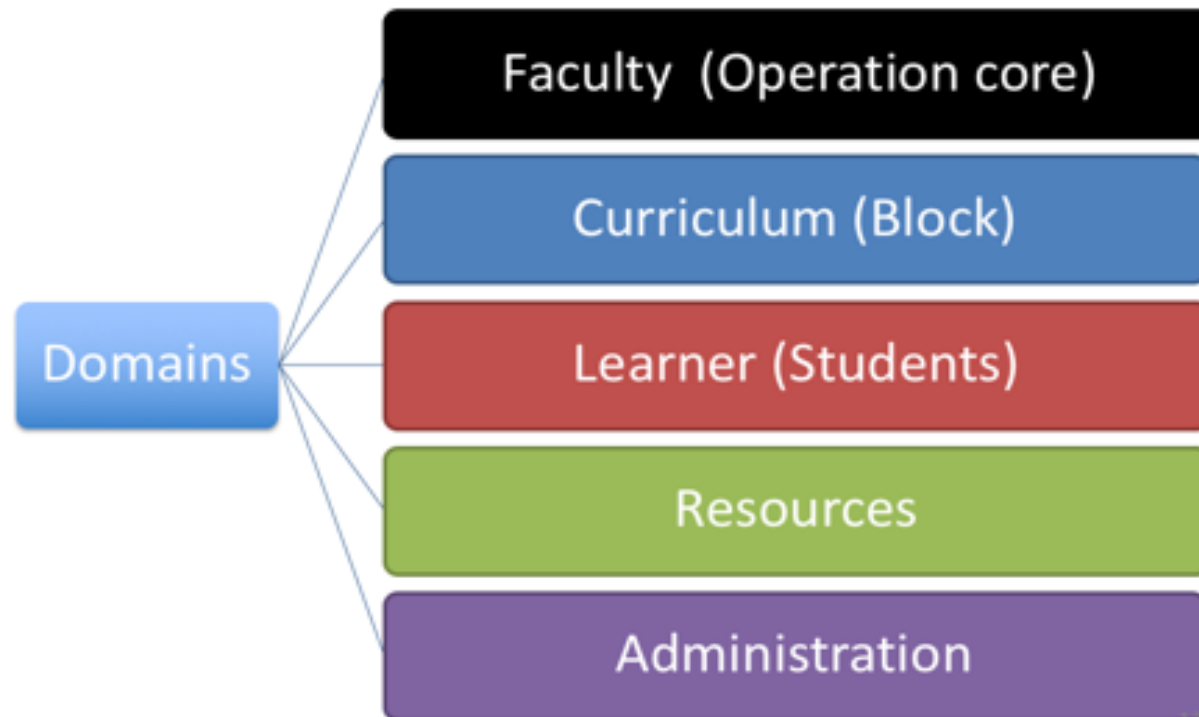 Faculty  (Operation core)
Curriculum (Block)
Domains
Learner (Students)
Resources
Administration